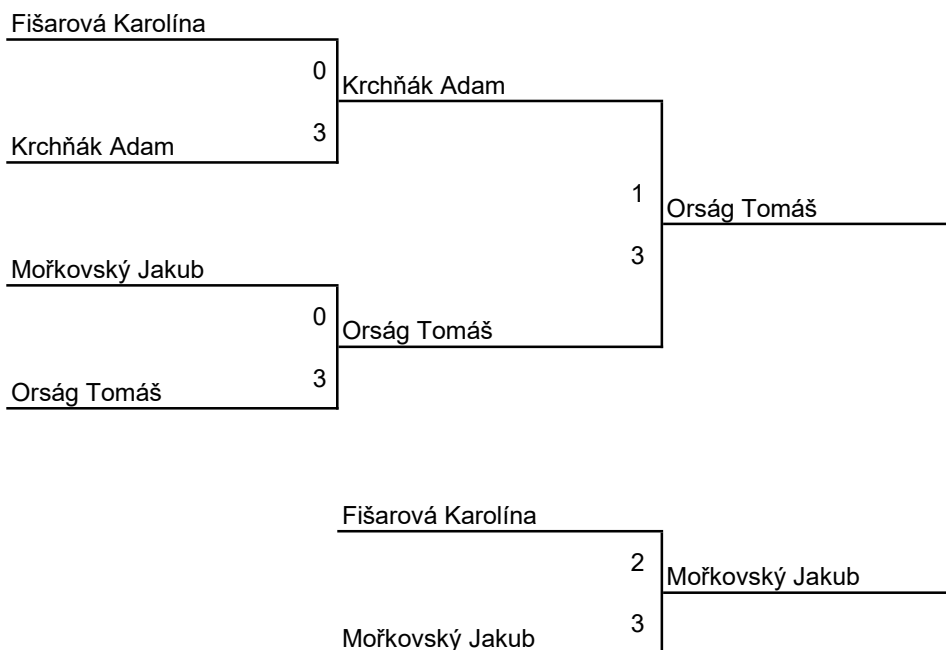 Fišarová Karolína
0
Krchňák Adam
3
Krchňák Adam
1
Orság Tomáš
3
Mořkovský Jakub
0
Orság Tomáš
3
Orság Tomáš
Fišarová Karolína
2
Mořkovský Jakub
3
Mořkovský Jakub